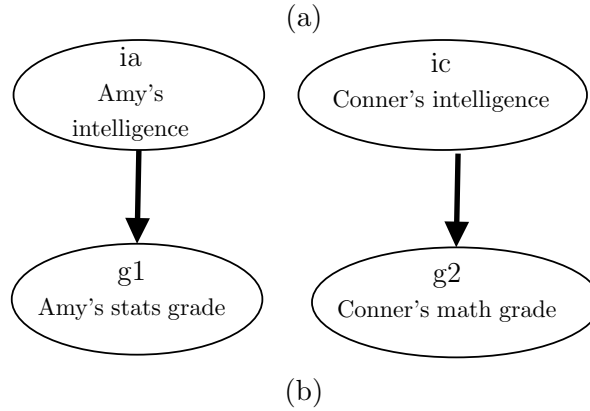 (a)
ia
Amy's
intelligence
ic
Conner's intelligence
g1
Amy's stats grade
g2
Conner's math grade
(b)